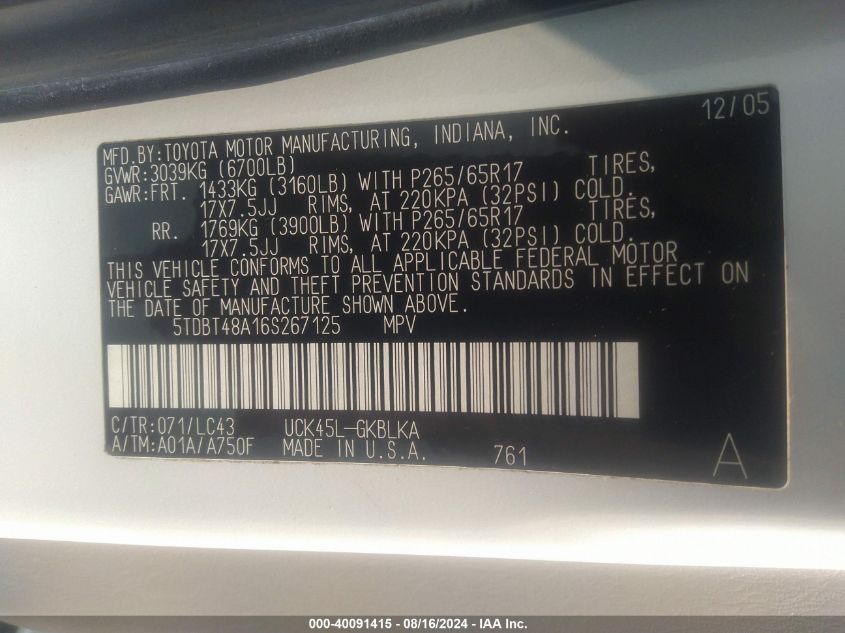 12/05
MFD.BY:TOYOTA MOTOR MANUFACTURING, INDIANA, INC.
GVWR:3039KG (6700LB)
GAWR:FRT. 1433KG (3160LB) WITH P265/65R17 TIRES,
17X7.5JJ RIMS, AT 220KPA (32PSI) COLD.
RR. 1769KG (3900LB) WITH P265/65R17 TIRES,
17X7.5JJ RIMS, AT 220KPA (32PSI) COLD.
THIS VEHICLE CONFORMS TO ALL APPLICABLE FEDERAL MOTOR
VEHICLE SAFETY AND THEFT PREVENTION STANDARDS IN EFFECT ON
THE DATE OF MANUFACTURE SHOWN ABOVE.
5TDBT48A16S267125 MPV
C/TR:071/LC43 UCK45L-GKBLKA
A/TM:A01A/A750F MADE IN U.S.A. 761 A
000-40091415 - 08/16/2024 - IAA Inc.